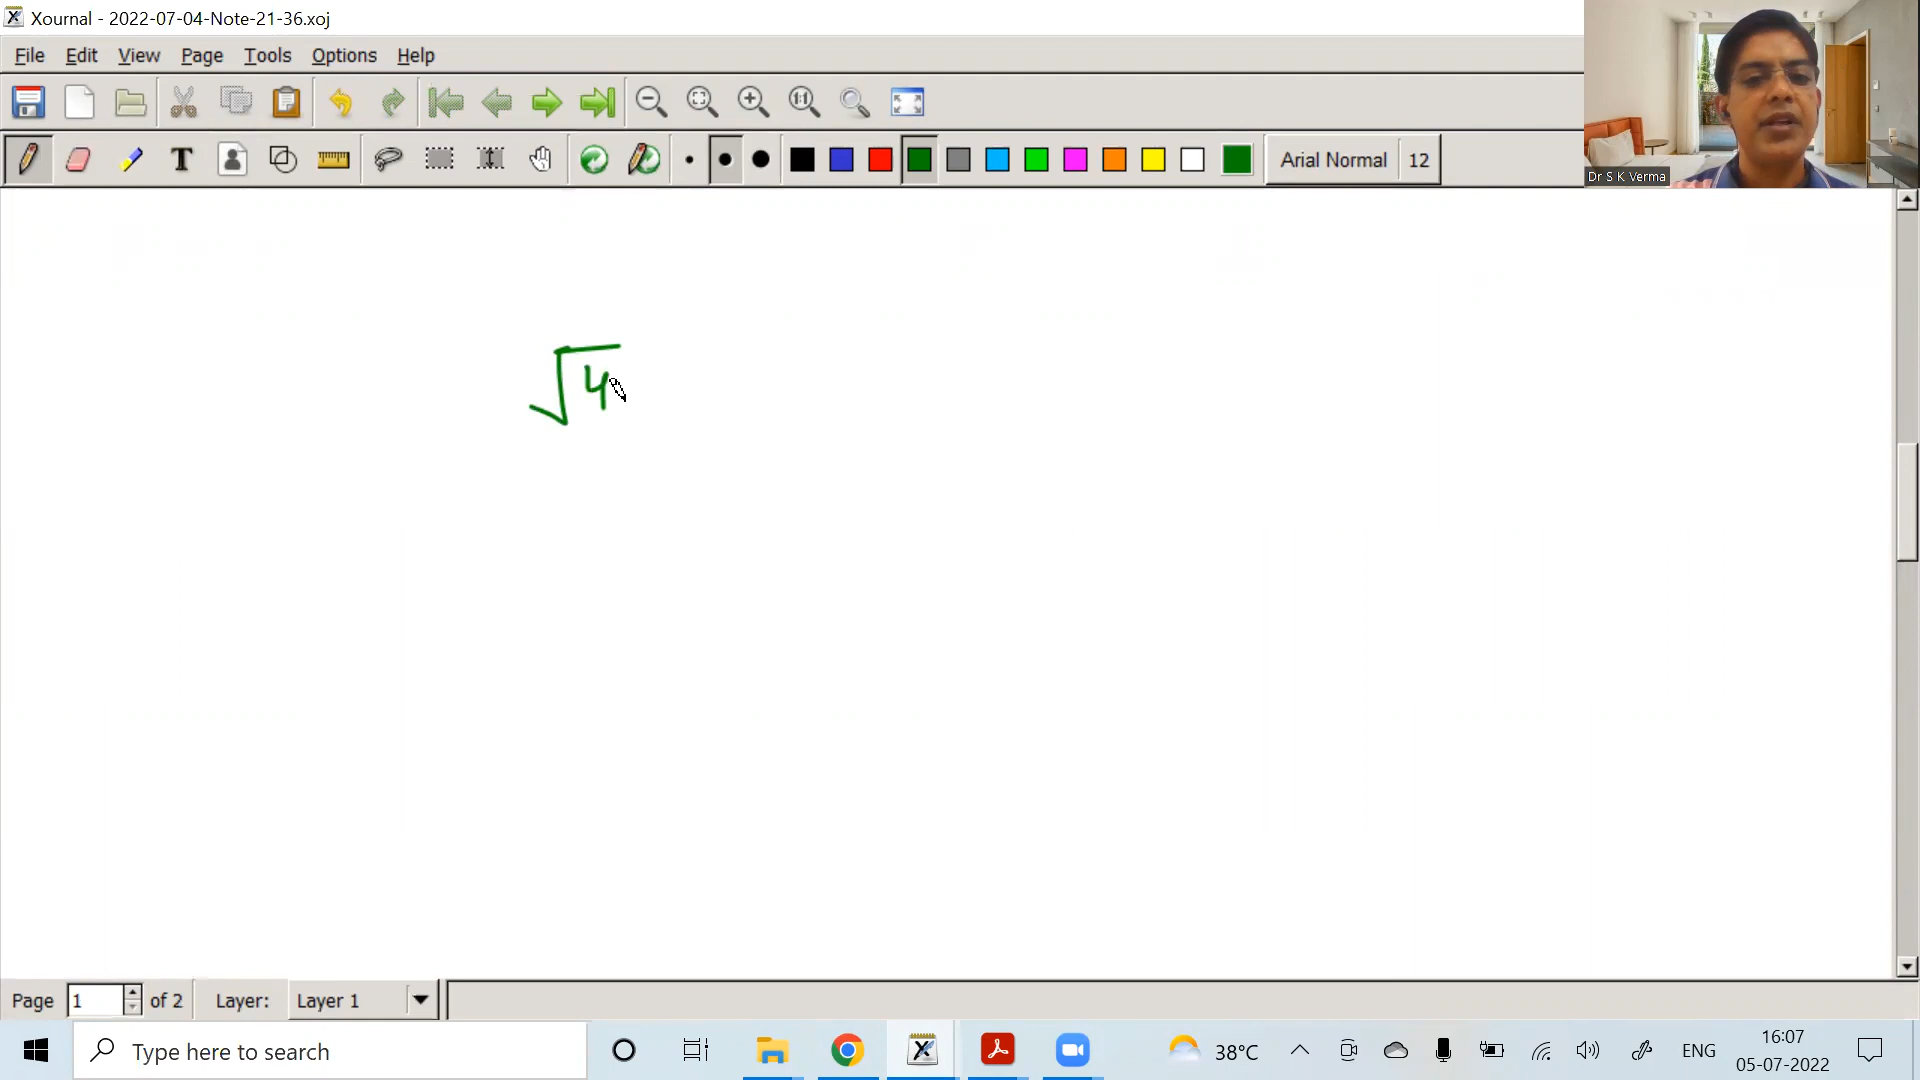 Xournal - 2022-07-04-Note-21-36.xoj
File Edit View Page Tools Options Help
T Arial Normal 12
Dr S K Verma
√4
Page 1 of 2 Layer: Layer 1
Type here to search 38°C ENG 16:07
05-07-2022